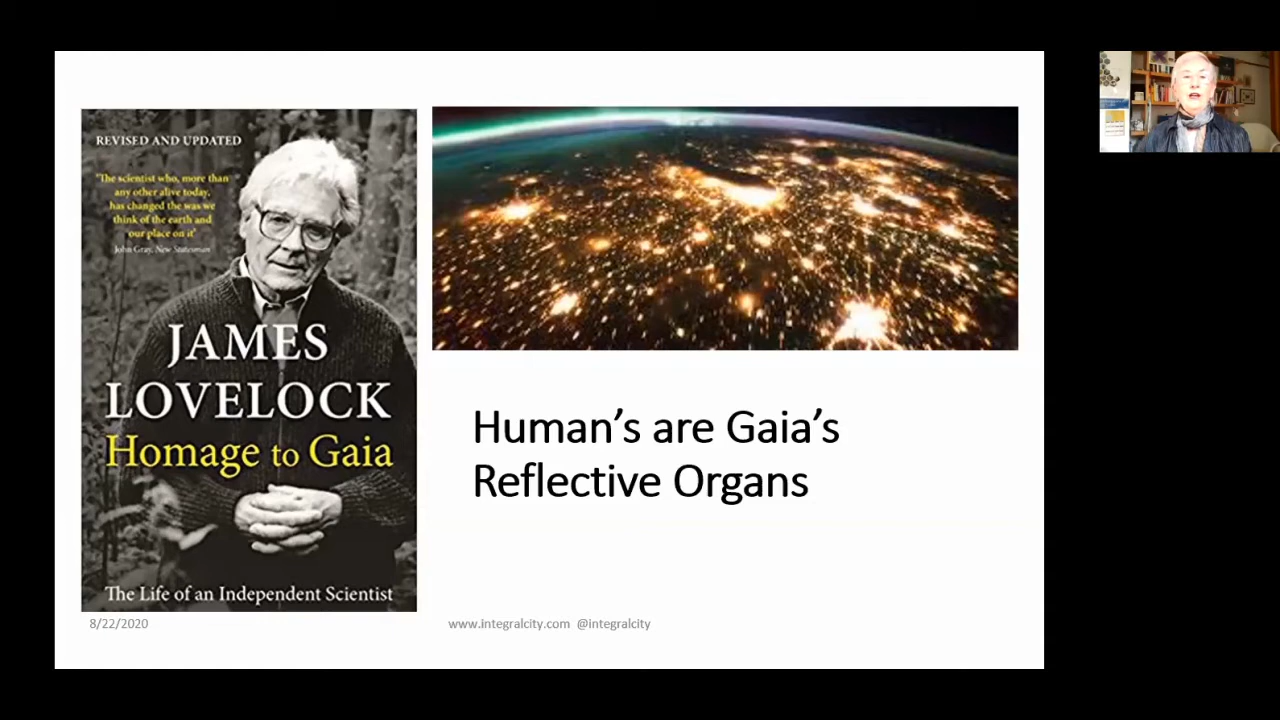 REVISED AND UPDATED
'The scientist who, more than
any other alive today,
has changed the was we
think of the earth and
our place on it'
John Gray, New Statesman
JAMES
LOVELOCK
Homage to Gaia
The Life of an Independent Scientist
Human's are Gaia's
Reflective Organs
8/22/2020
www.integralcity.com @integralcity